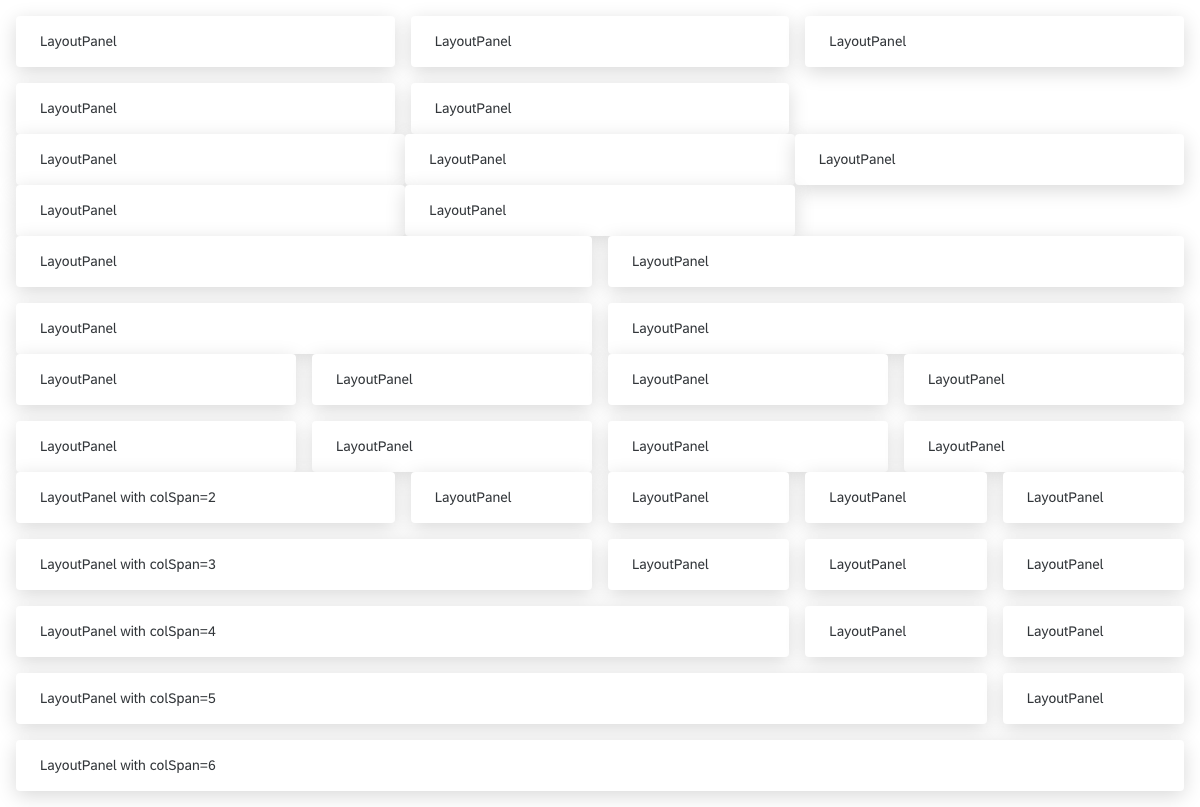 LayoutPanel LayoutPanel LayoutPanel
LayoutPanel LayoutPanel
LayoutPanel LayoutPanel LayoutPanel
LayoutPanel LayoutPanel
LayoutPanel LayoutPanel
LayoutPanel LayoutPanel
LayoutPanel LayoutPanel LayoutPanel LayoutPanel
LayoutPanel LayoutPanel LayoutPanel LayoutPanel
LayoutPanel with colSpan=2 LayoutPanel LayoutPanel LayoutPanel LayoutPanel
LayoutPanel with colSpan=3 LayoutPanel LayoutPanel LayoutPanel
LayoutPanel with colSpan=4 LayoutPanel LayoutPanel
LayoutPanel with colSpan=5 LayoutPanel
LayoutPanel with colSpan=6